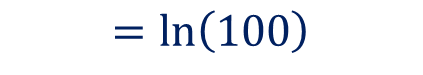 = ln(100)